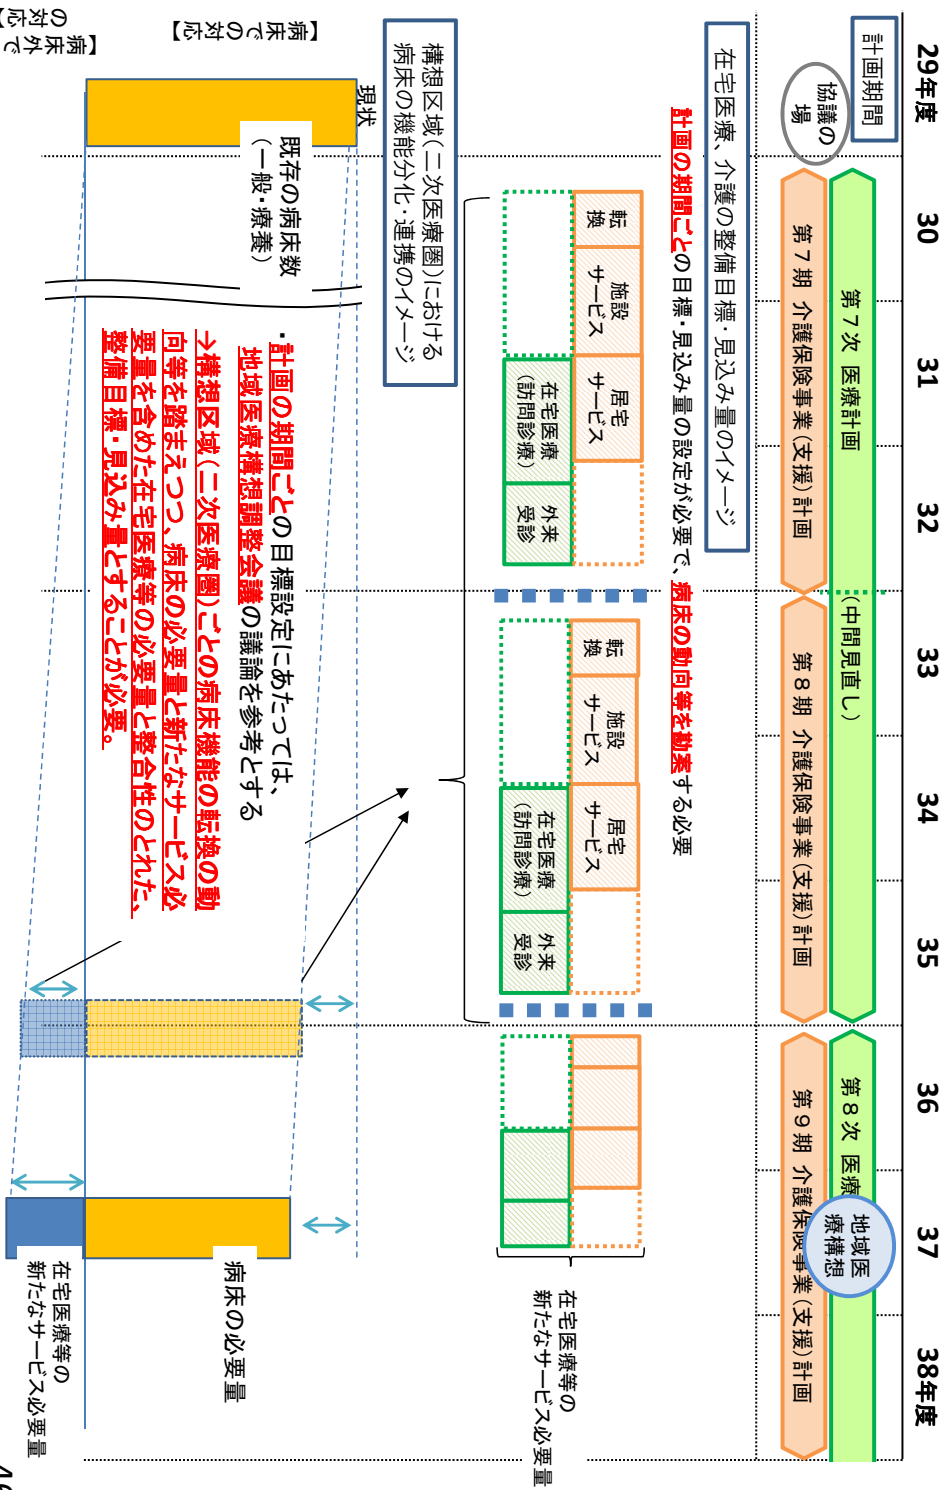 29年度
30
31
32
33
34
35
36
37
38年度
計画期間
協議の
場
第７次 医療計画
(中間見直し)
第８次 医療
地域医
療構想
第７期 介護保険事業(支援)計画
第８期 介護保険事業(支援)計画
第９期 介護保険事業(支援)計画
在宅医療、介護の整備目標・見込み量のイメージ
計画の期間ごとの目標・見込み量の設定が必要で、病床の動向等を勘案する必要
転換
施設
サービス
居宅
サービス
在宅医療
(訪問診療)
外来
受診
転換
施設
サービス
居宅
サービス
在宅医療
(訪問診療)
外来
受診
在宅医療等の
新たなサービス必要量
構想区域(二次医療圏)における
病床の機能分化・連携のイメージ
現状
【病床での対応】
既存の病床数
(一般・療養)
・計画の期間ごとの目標設定にあたっては、
地域医療構想調整会議の議論を参考とする
→構想区域(二次医療圏)ごとの病床機能の転換の動
向等を踏まえつつ、病床の必要量と新たなサービス必
要量を含めた在宅医療等の必要量と整合性のとれた、
整備目標・見込み量とすることが必要。
病床の必要量
【病床外で
の対応】
在宅医療等の
新たなサービス必要量